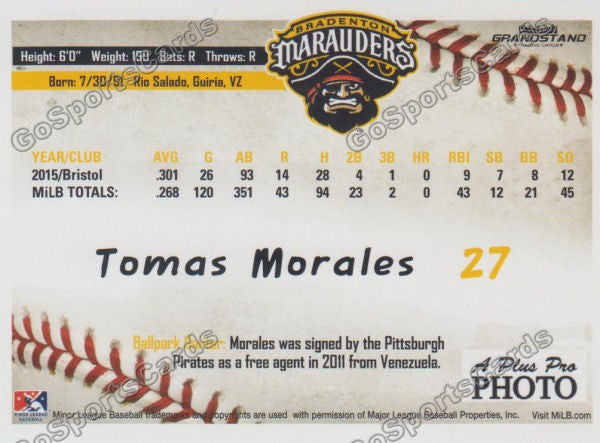 BRADENTON
MARAUDERS
GRANDSTAND
TRADING CARDS
Height: 6'0" Weight: Bats: R Throws: R
Born: 7/30/91 Rio Salado, Guiria, VZ
YEAR/CLUB AVG G AB R H 2B 3B HR RBI SB BB SO
2015/Bristol .301 26 93 14 28 4 1 0 9 7 8 12
MiLB TOTALS: .268 120 351 43 94 23 2 0 43 12 21 45
Tomas Morales 27
Ballpark Banter: Morales was signed by the Pittsburgh
Pirates as a free agent in 2011 from Venezuela.
A Plus Pro
PHOTO
MINOR LEAGUE
BASEBALL
Minor League Baseball trademarks and copyrights are used with permission of Major League Baseball Properties, Inc. Visit MiLB.com
GoSportsCards